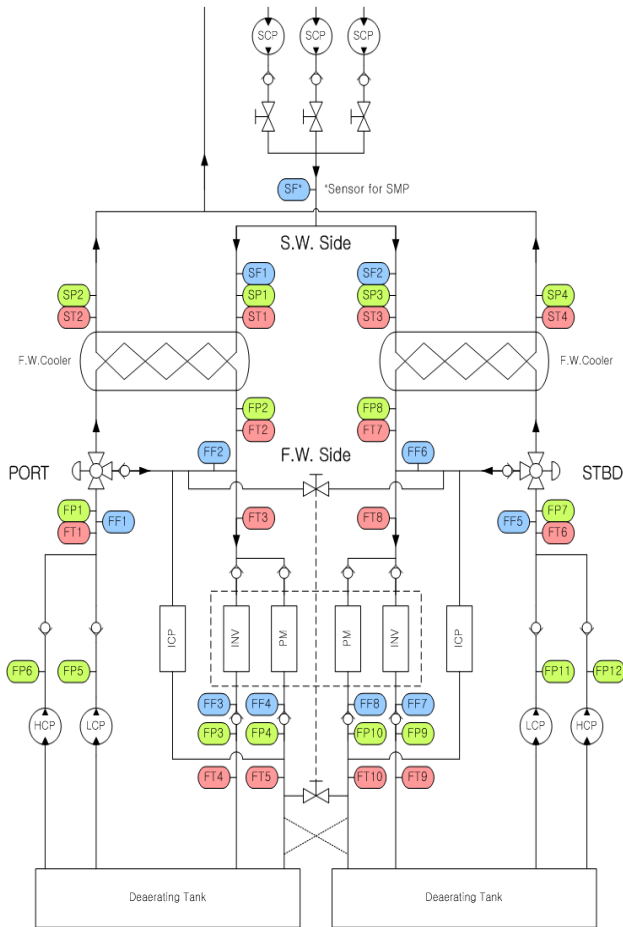 SCP SCP SCP
SF* *Sensor for SMP
S.W. Side
SF1 SF2
SP2 SP1 SP3 SP4
ST2 ST1 ST3 ST4
F.W.Cooler F.W.Cooler
FP2 FP8
FT2 FT7
FF2 F.W. Side FF6
PORT STBD
FP1 FP7
FF1 FT3 FT8 FF5
FT1 FT6
ICP INV PM PM INV ICP
FP6 FP5 FP11 FP12
FF3 FF4 FF8 FF7
HCP LCP FP3 FP4 FP10 FP9 LCP HCP
FT4 FT5 FT10 FT9
Deaerating Tank Deaerating Tank